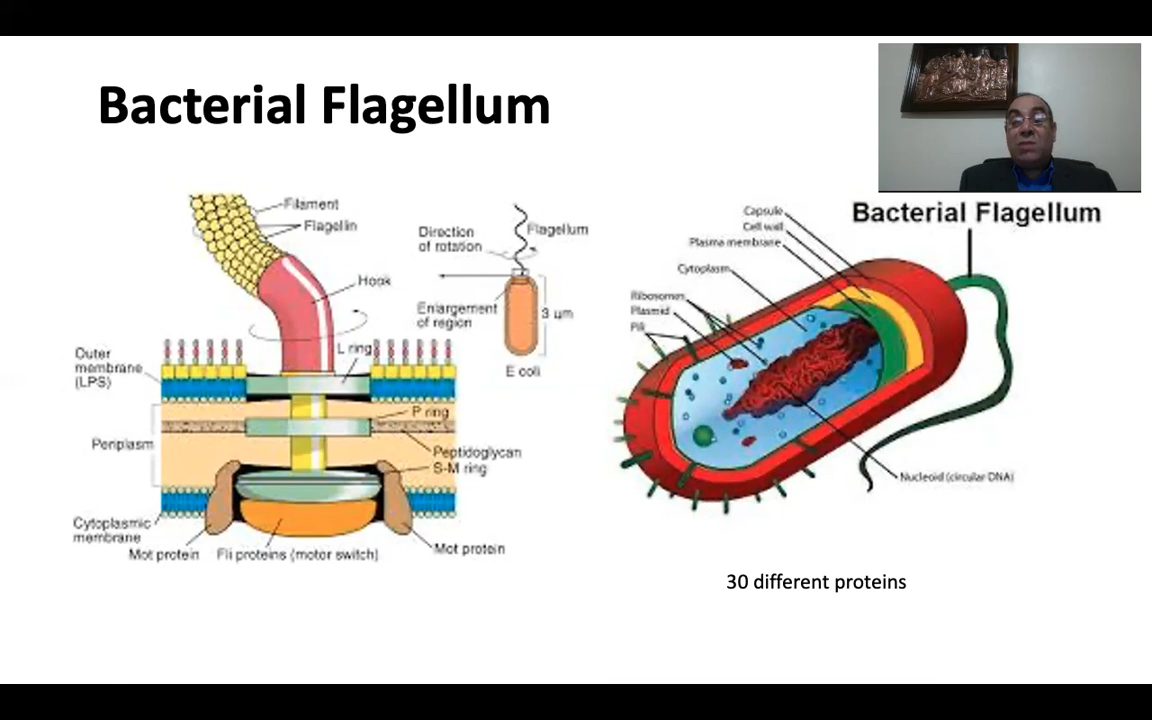 Bacterial Flagellum
Filament
Flagellin
Hook
L ring
Outer
membrane
(LPS)
P ring
Periplasm
Peptidoglycan
S-M ring
Cytoplasmic
membrane
Mot protein
Fli proteins (motor switch)
Mot protein
Direction
of rotation
Flagellum
Enlargement
of region
3 µm
E coli
Bacterial Flagellum
Capsule
Cell wall
Plasma membrane
Cytoplasm
Ribosomes
Plasmid
Pili
Nucleoid (circular DNA)
30 different proteins